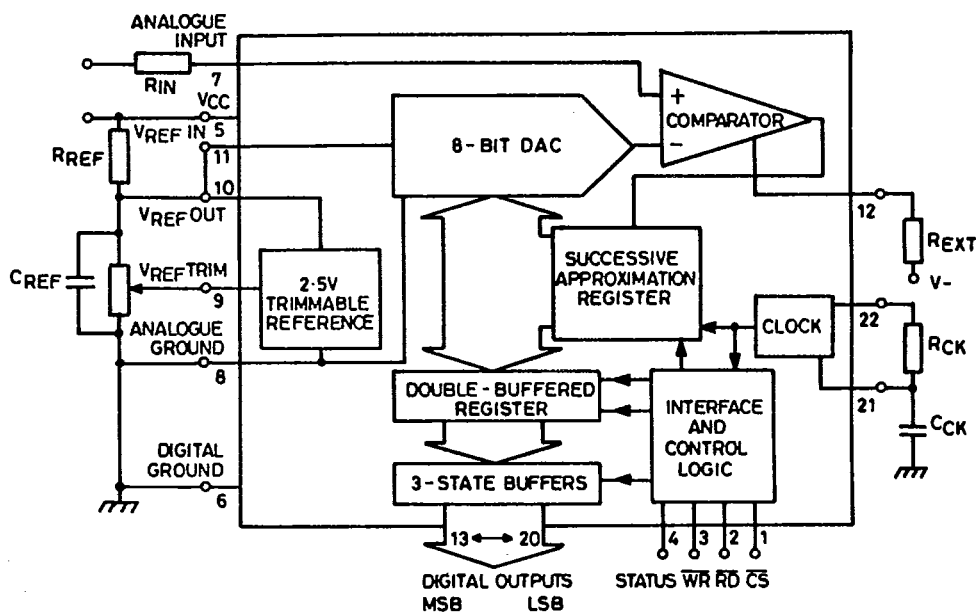 ANALOGUE
INPUT
RIN
7
VCC
5
VREF IN
11
RREF
10
VREF OUT
8-BIT DAC
+
COMPARATOR
−
12
REXT
V-
CREF
VREF TRIM
9
2·5V
TRIMMABLE
REFERENCE
SUCCESSIVE
APPROXIMATION
REGISTER
CLOCK
22
RCK
21
CCK
ANALOGUE
GROUND
8
DOUBLE-BUFFERED
REGISTER
INTERFACE
AND
CONTROL
LOGIC
DIGITAL
GROUND
6
3-STATE BUFFERS
13 ↔ 20
4 3 2 1
DIGITAL OUTPUTS
MSB LSB
STATUS W̅R̅ R̅D̅ C̅S̅